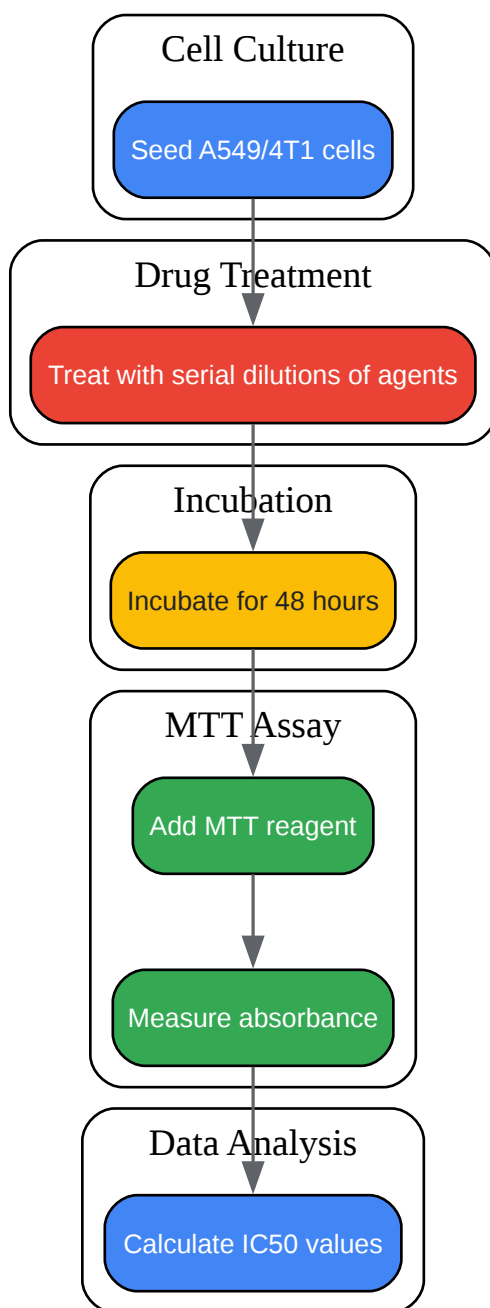 Cell Culture
Seed A549/4T1 cells
Drug Treatment
Treat with serial dilutions of agents
Incubation
Incubate for 48 hours
MTT Assay
Add MTT reagent
Measure absorbance
Data Analysis
Calculate IC50 values